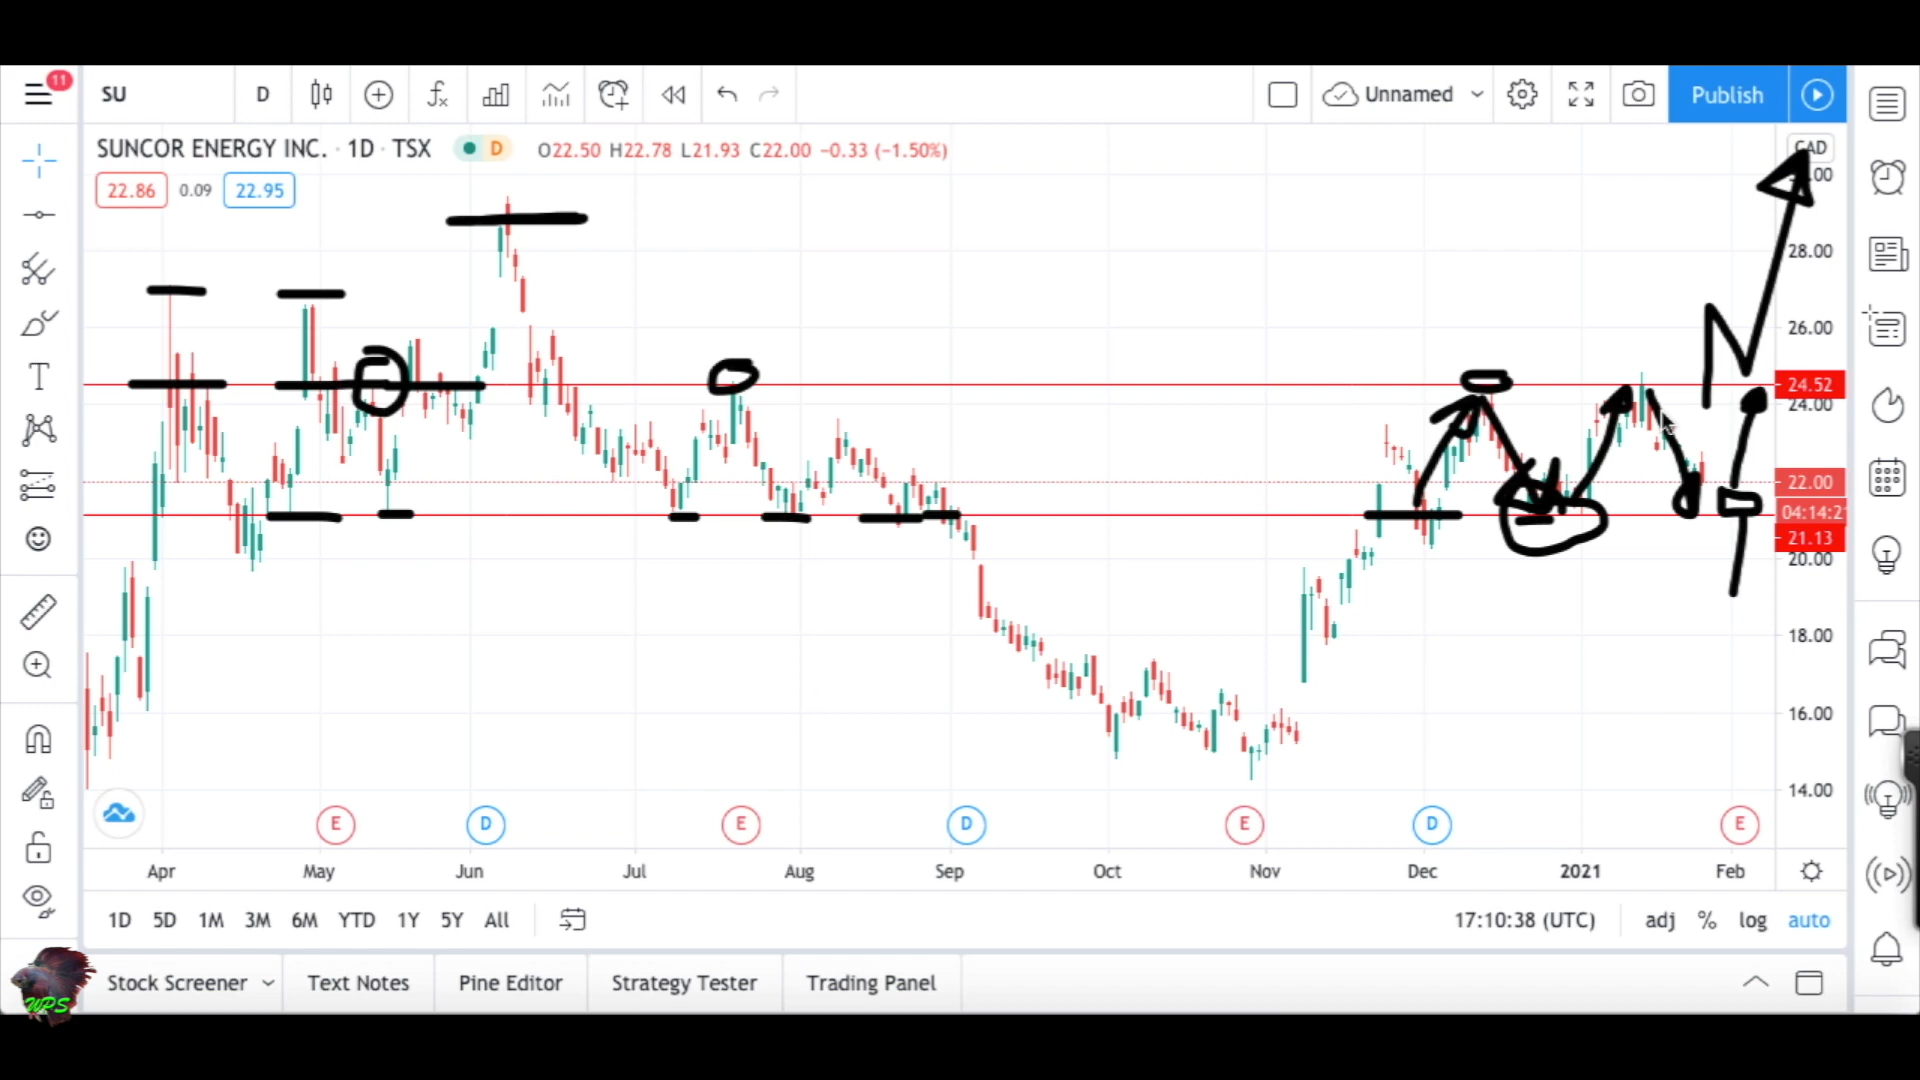 11
SU D fx Unnamed Publish
SUNCOR ENERGY INC. · 1D · TSX D O22.50 H22.78 L21.93 C22.00 −0.33 (−1.50%)
CAD
22.86 0.09 22.95
28.00
26.00
24.52
24.00
22.00
04:14:21
21.13
20.00
18.00
16.00
14.00
E D E D E D E
Apr May Jun Jul Aug Sep Oct Nov Dec 2021 Feb
1D 5D 1M 3M 6M YTD 1Y 5Y All 17:10:38 (UTC) adj % log auto
Stock Screener Text Notes Pine Editor Strategy Tester Trading Panel
WPS